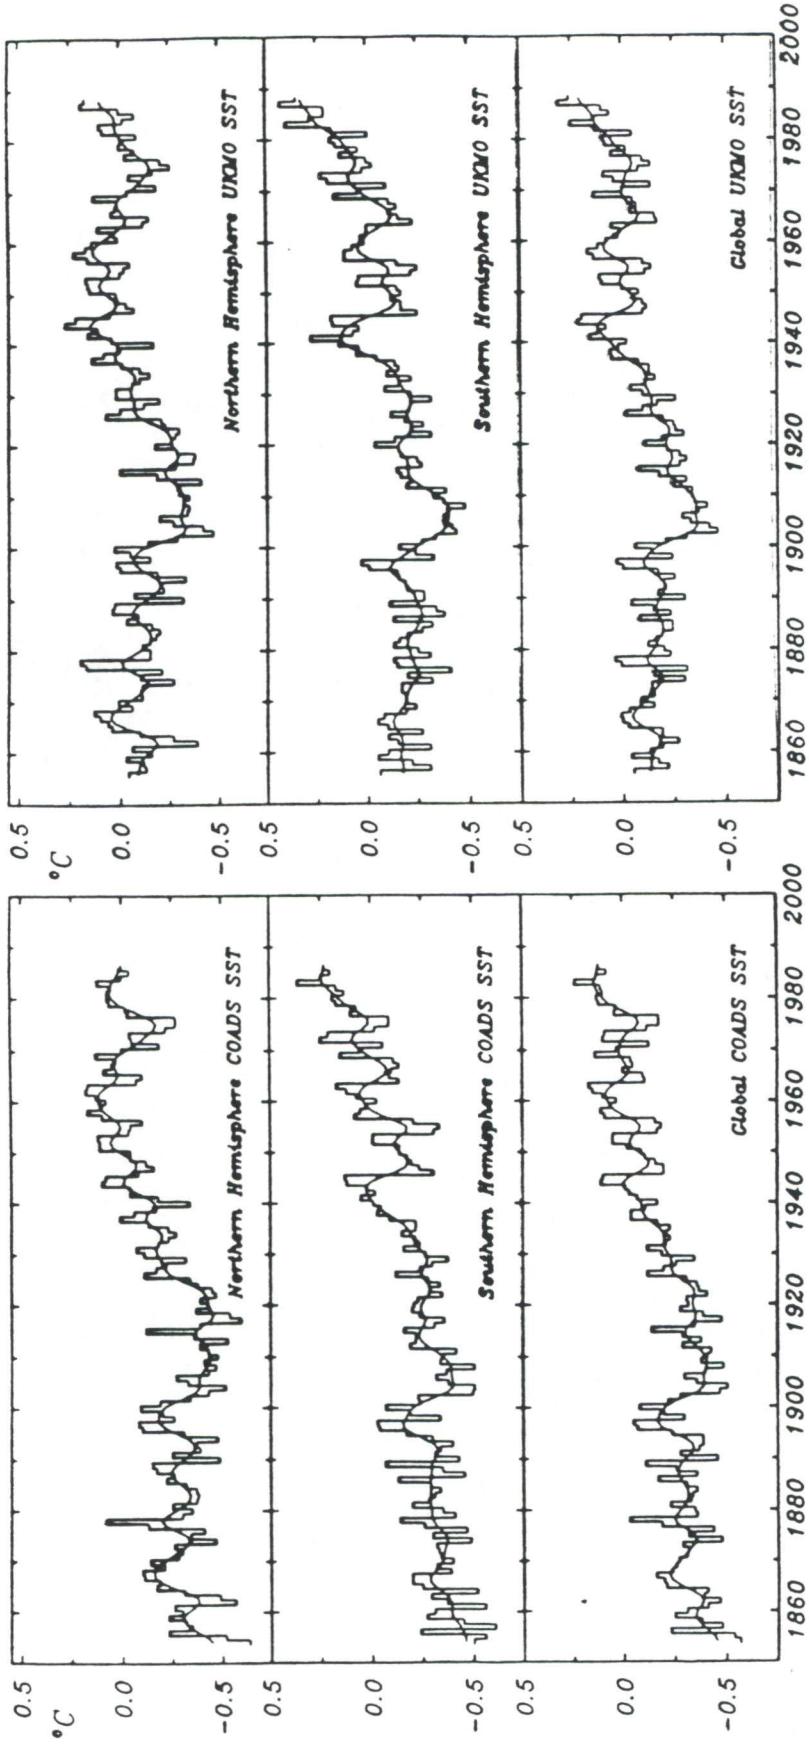 0.5
°C
0.0
-0.5
Northern Hemisphere COADS SST
0.5
0.0
-0.5
Southern Hemisphere COADS SST
0.5
0.0
-0.5
Global COADS SST
1860 1880 1900 1920 1940 1960 1980 2000
0.5
°C
0.0
-0.5
Northern Hemisphere UKMO SST
0.5
0.0
-0.5
Southern Hemisphere UKMO SST
0.5
0.0
-0.5
Global UKMO SST
1860 1880 1900 1920 1940 1960 1980 2000